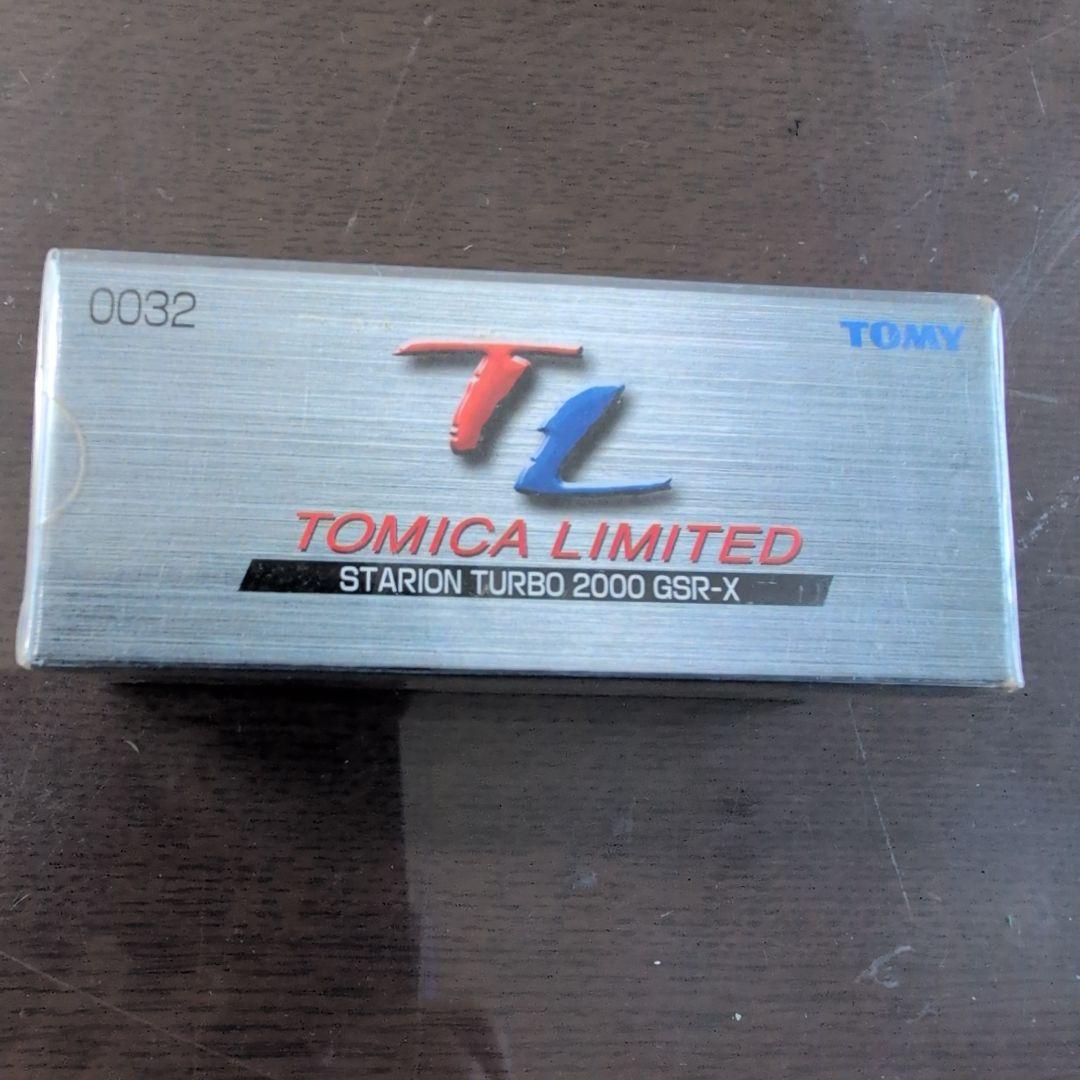 0032
TOMY
TL
TOMICA LIMITED
STARION TURBO 2000 GSR-X